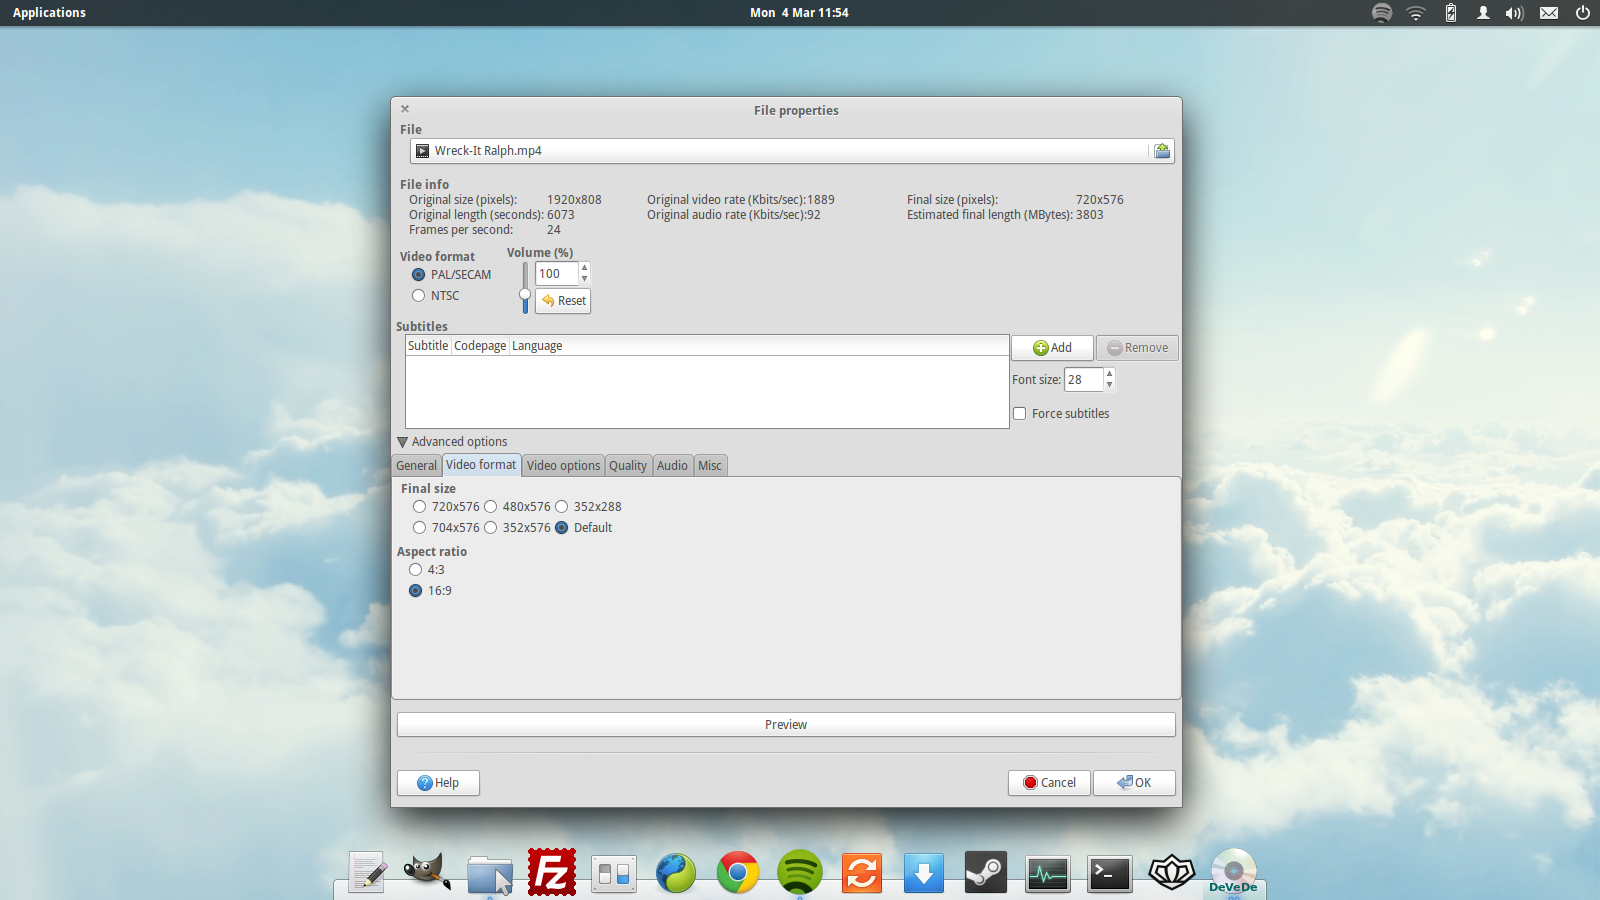 Applications
Mon 4 Mar 11:54
File properties
File
Wreck-It Ralph.mp4
File info
Original size (pixels): 1920x808 Original video rate (Kbits/sec):1889 Final size (pixels): 720x576
Original length (seconds): 6073 Original audio rate (Kbits/sec):92 Estimated final length (MBytes): 3803
Frames per second: 24
Video format Volume (%)
PAL/SECAM 100
NTSC Reset
Subtitles
Subtitle Codepage Language Add Remove
Font size: 28
Force subtitles
Advanced options
General Video format Video options Quality Audio Misc
Final size
720x576 480x576 352x288
704x576 352x576 Default
Aspect ratio
4:3
16:9
Preview
Help Cancel OK
Fz
DeVeDe